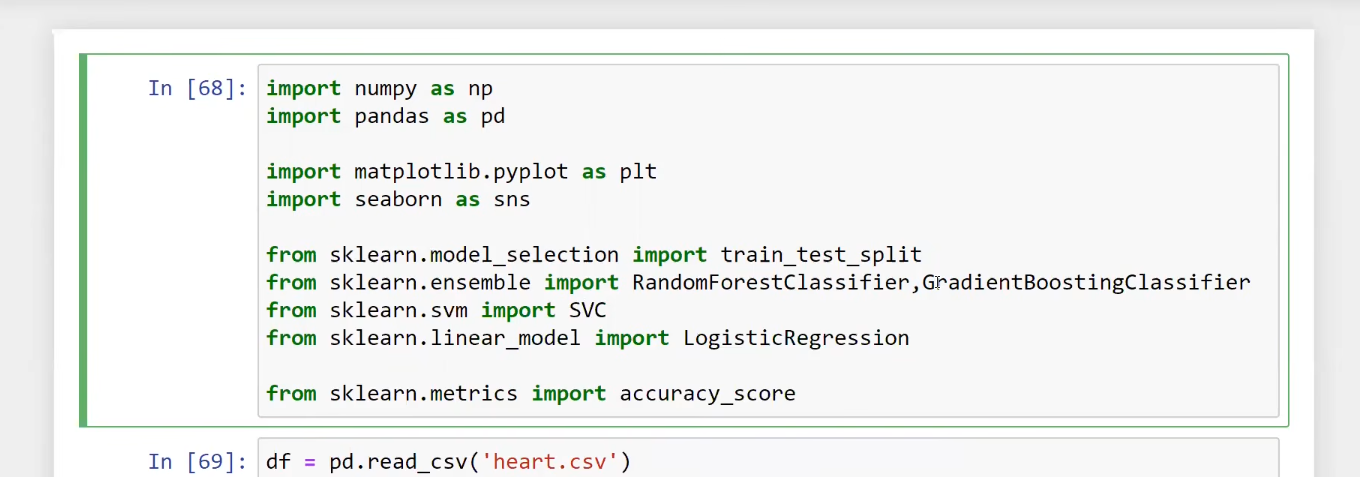 In [68]: import numpy as np
import pandas as pd
import matplotlib.pyplot as plt
import seaborn as sns
from sklearn.model_selection import train_test_split
from sklearn.ensemble import RandomForestClassifier,GradientBoostingClassifier
from sklearn.svm import SVC
from sklearn.linear_model import LogisticRegression
from sklearn.metrics import accuracy_score
In [69]: df = pd.read_csv('heart.csv')